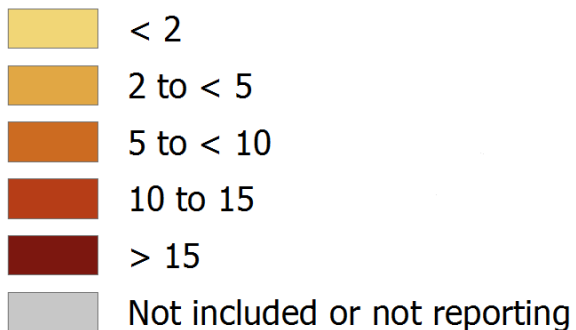 < 2
2 to < 5
5 to < 10
10 to 15
> 15
Not included or not reporting